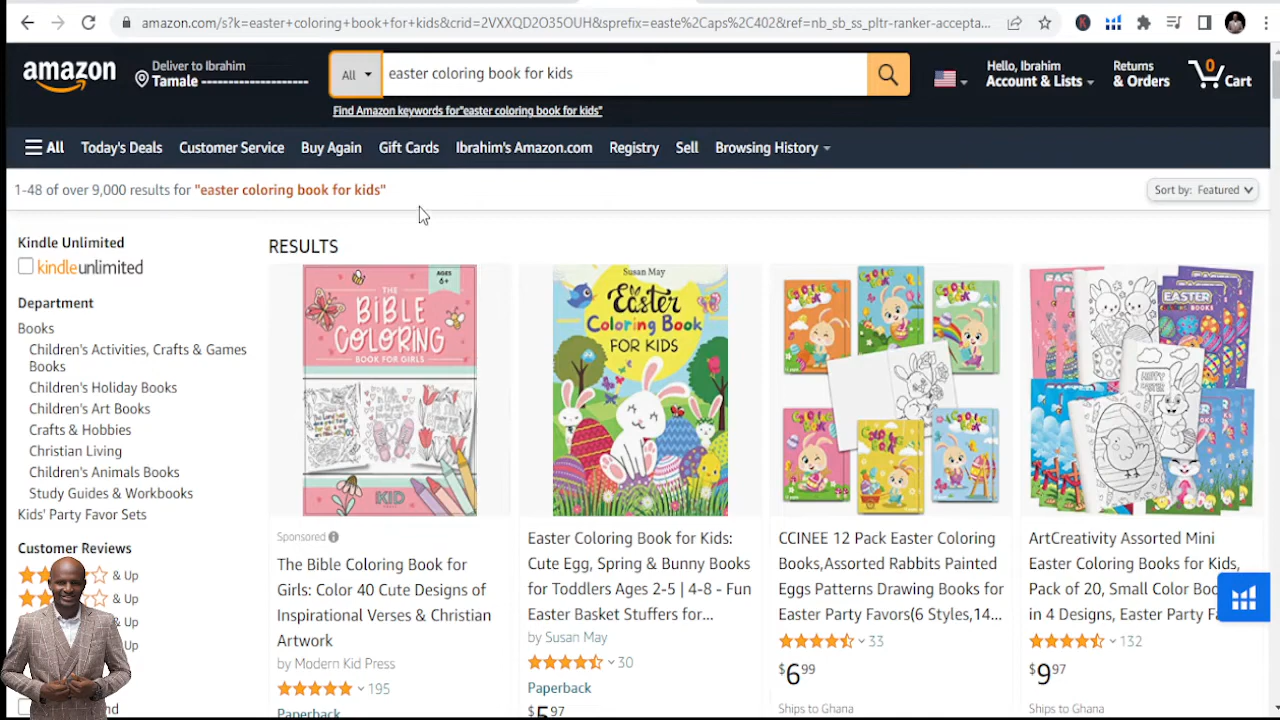 amazon.com/s?k=easter+coloring+book+for+kids&crid=2VXXQD2O35OUH&sprefix=easte%2Caps%2C402&ref=nb_sb_ss_pltr-ranker-accepta...
amazon
Deliver to Ibrahim
Tamale ----------------------
All
easter coloring book for kids
Find Amazon keywords for"easter coloring book for kids"
Hello, Ibrahim
Account & Lists
Returns
& Orders
0
Cart
All
Today's Deals
Customer Service
Buy Again
Gift Cards
Ibrahim's Amazon.com
Registry
Sell
Browsing History
1-48 of over 9,000 results for "easter coloring book for kids"
Sort by: Featured
Kindle Unlimited
kindleunlimited
Department
Books
Children's Activities, Crafts & Games
Books
Children's Holiday Books
Children's Art Books
Crafts & Hobbies
Christian Living
Children's Animals Books
Study Guides & Workbooks
Kids' Party Favor Sets
Customer Reviews
& Up
& Up
& Up
& Up
RESULTS
AGES
6+
THE
BIBLE
COLORING
BOOK FOR GIRLS
KID
Sponsored
The Bible Coloring Book for
Girls: Color 40 Cute Designs of
Inspirational Verses & Christian
Artwork
by Modern Kid Press
195
Paperback
Susan May
Easter
Coloring Book
FOR KIDS
Easter Coloring Book for Kids:
Cute Egg, Spring & Bunny Books
for Toddlers Ages 2-5 | 4-8 - Fun
Easter Basket Stuffers for...
by Susan May
30
Paperback
$5.97
CCINEE 12 Pack Easter Coloring
Books,Assorted Rabbits Painted
Eggs Patterns Drawing Books for
Easter Party Favors(6 Styles,14...
33
$6.99
Ships to Ghana
EASTER
ArtCreativity Assorted Mini
Easter Coloring Books for Kids,
Pack of 20, Small Color
in 4 Designs, Easter Party
132
$9.97
Ships to Ghana